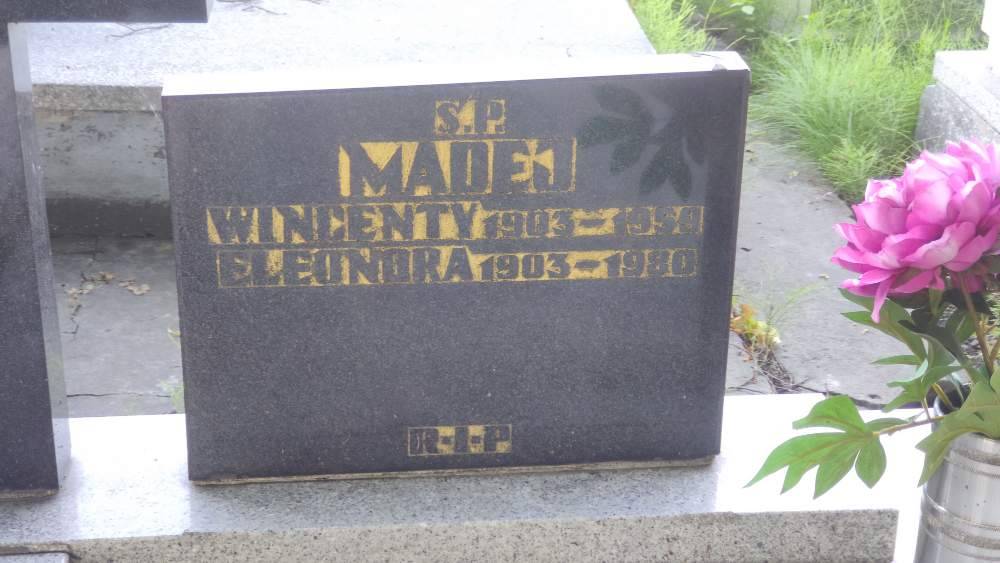 Ś.P.
MADEJ
WINCENTY 1903-1959
ELEONORA 1903-1980
R.I.P